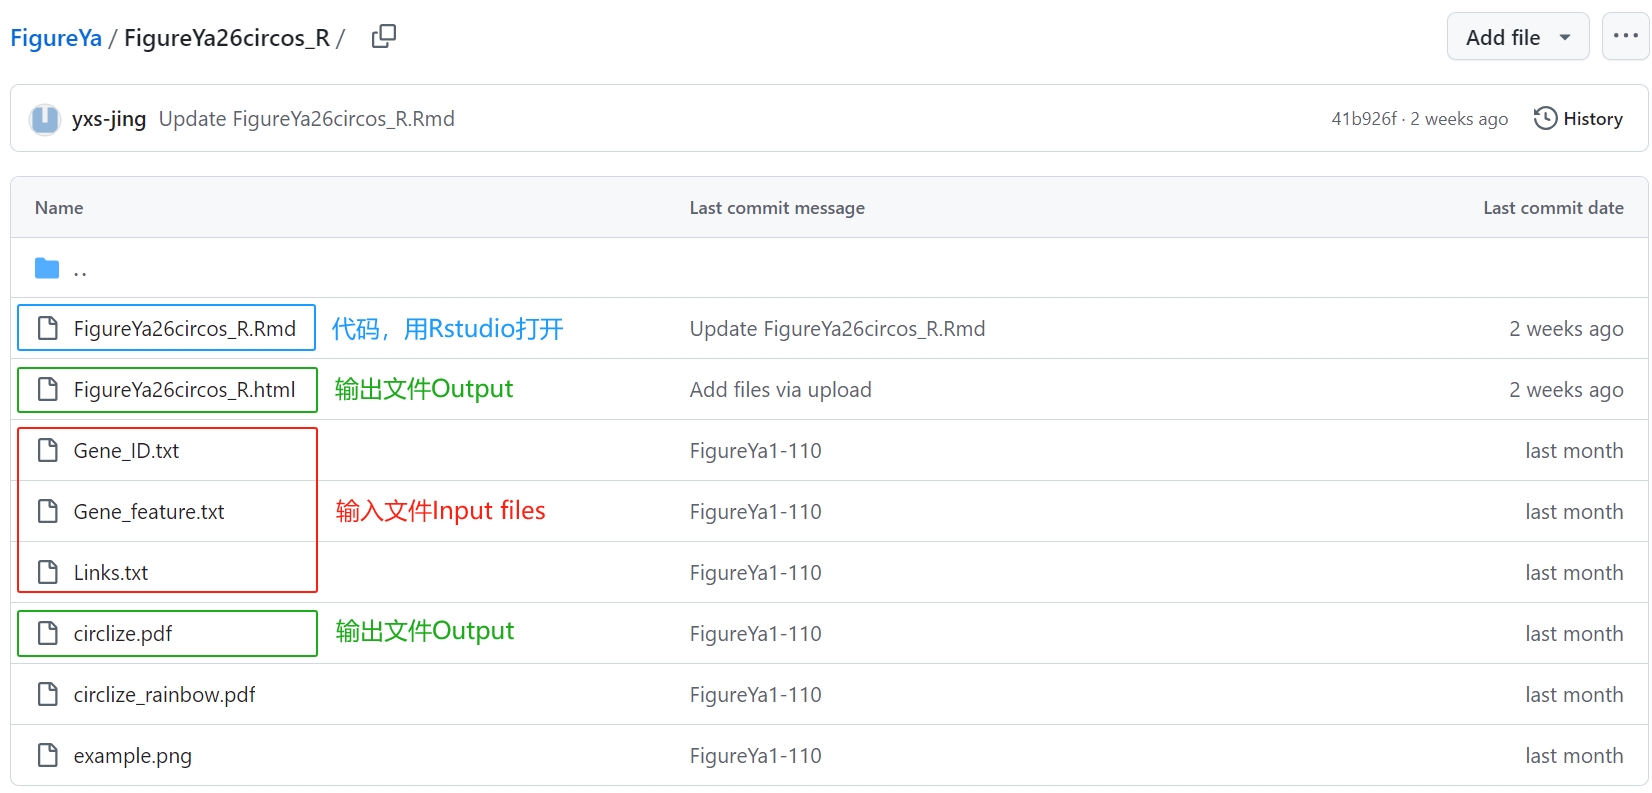 FigureYa / FigureYa26circos_R /
Add file
yxs-jing Update FigureYa26circos_R.Rmd
41b926f · 2 weeks ago History
Name Last commit message Last commit date
..
FigureYa26circos_R.Rmd 代码，用Rstudio打开 Update FigureYa26circos_R.Rmd 2 weeks ago
FigureYa26circos_R.html 输出文件Output Add files via upload 2 weeks ago
Gene_ID.txt FigureYa1-110 last month
Gene_feature.txt 输入文件Input files FigureYa1-110 last month
Links.txt FigureYa1-110 last month
circlize.pdf 输出文件Output FigureYa1-110 last month
circlize_rainbow.pdf FigureYa1-110 last month
example.png FigureYa1-110 last month